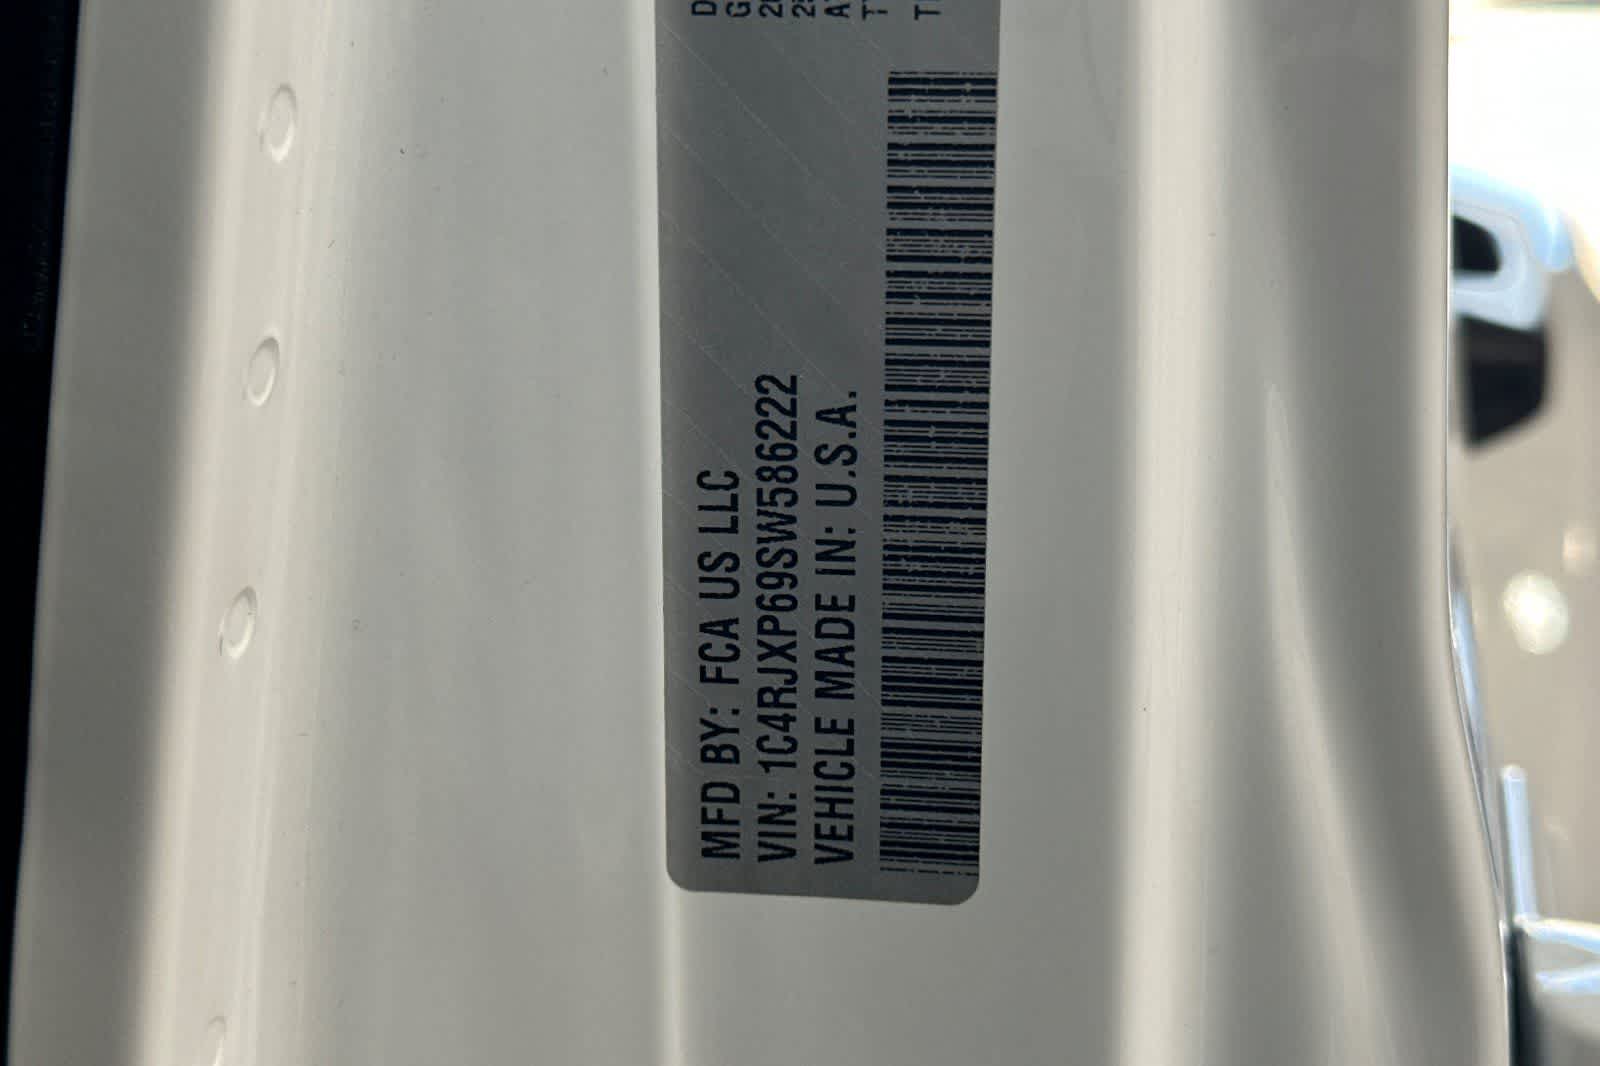 MFD BY: FCA US LLC
VIN: 1C4RJXP69SW586222
VEHICLE MADE IN: U.S.A.